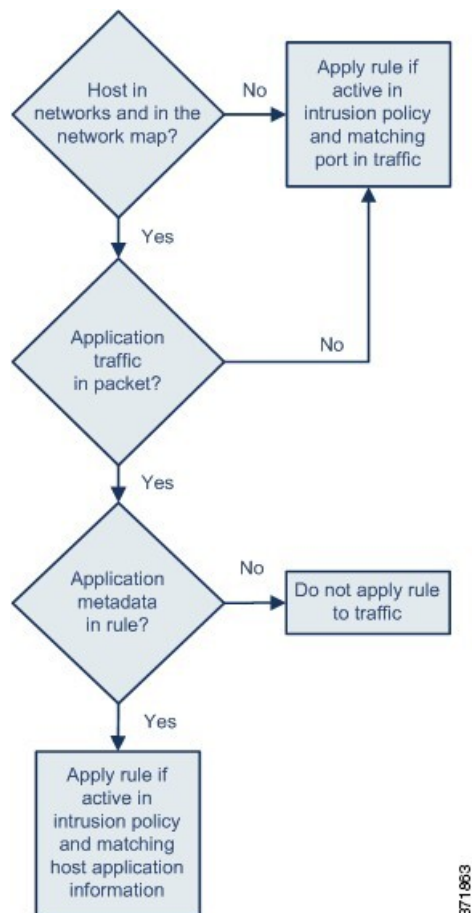 Host in
networks and in the
network map?
No
Apply rule if
active in
intrusion policy
and matching
port in traffic
Yes
Application
traffic
in packet?
No
Yes
Application
metadata
in rule?
No
Do not apply rule
to traffic
Yes
Apply rule if
active in
intrusion policy
and matching
host application
information
371863